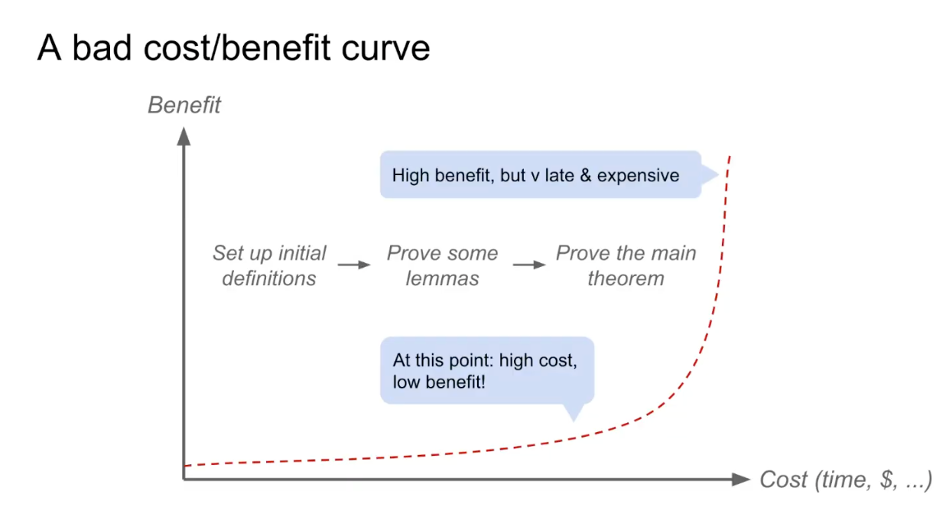 A bad cost/benefit curve
Benefit
High benefit, but v late & expensive
Set up initial
definitions
Prove some
lemmas
Prove the main
theorem
At this point: high cost,
low benefit!
Cost (time, $, ...)